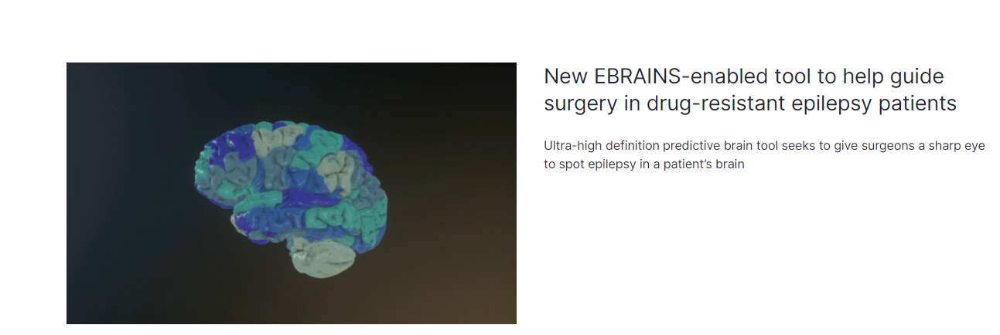 New EBRAINS-enabled tool to help guide
surgery in drug-resistant epilepsy patients
Ultra-high definition predictive brain tool seeks to give surgeons a sharp eye
to spot epilepsy in a patient’s brain